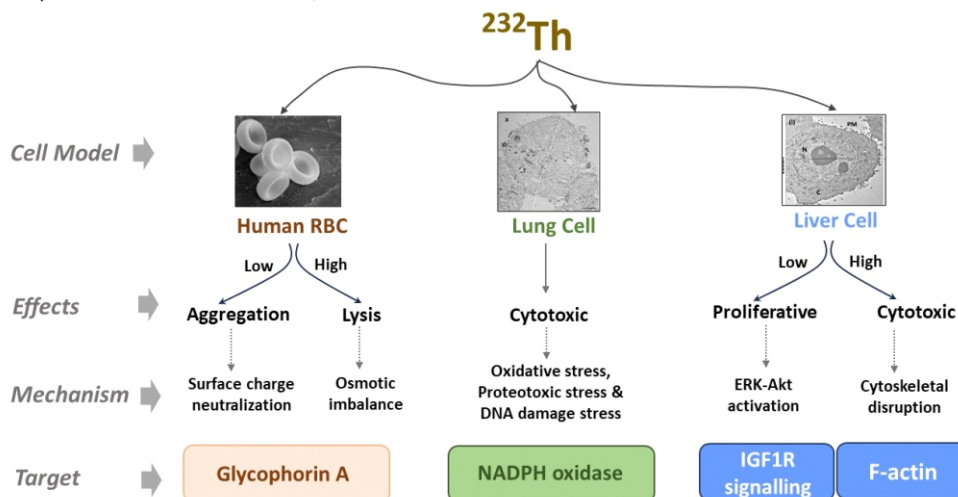 232Th
Cell Model
PM
N
C
Human RBC
Lung Cell
Liver Cell
Low
High
Low
High
Effects
Aggregation
Lysis
Cytotoxic
Proliferative
Cytotoxic
Mechanism
Surface charge
neutralization
Osmotic
imbalance
Oxidative stress,
Proteotoxic stress &
DNA damage stress
ERK-Akt
activation
Cytoskeletal
disruption
Target
Glycophorin A
NADPH oxidase
IGF1R
signalling
F-actin